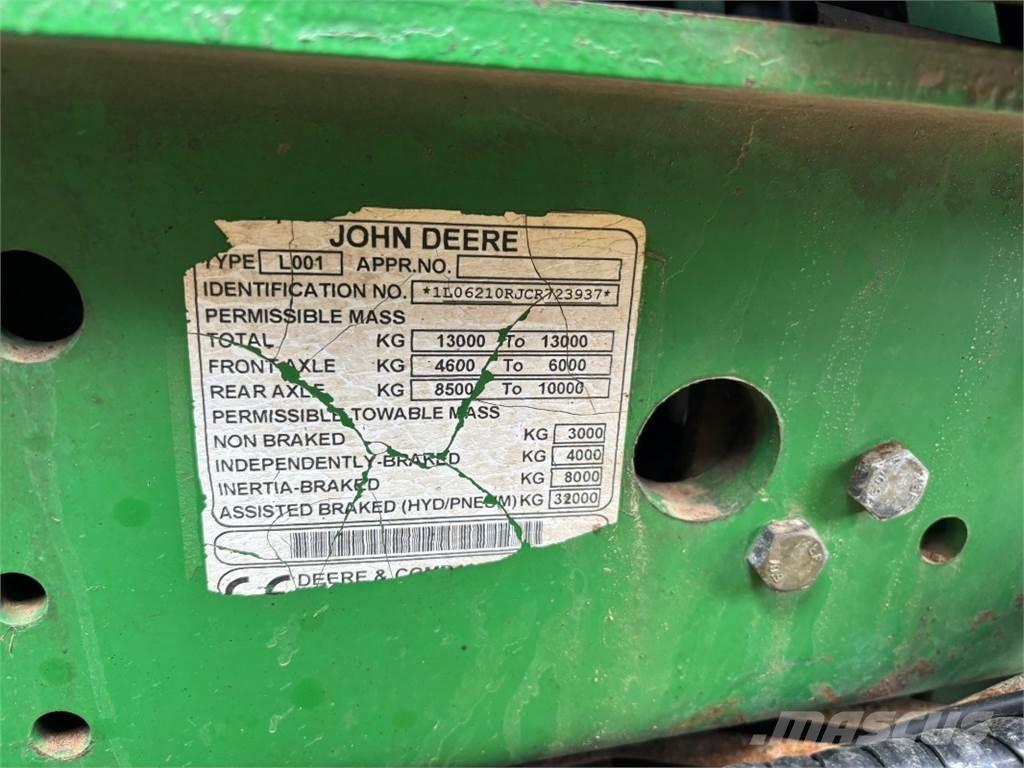 JOHN DEERE
TYPE L001 APPR.NO.
IDENTIFICATION NO. *1L06210RJCR723937*
PERMISSIBLE MASS
TOTAL KG 13000 To 13000
FRONT AXLE KG 4600 To 6000
REAR AXLE KG 8500 To 10000
PERMISSIBLE TOWABLE MASS
NON BRAKED KG 3000
INDEPENDENTLY-BRAKED KG 4000
INERTIA-BRAKED KG 8000
ASSISTED BRAKED (HYD/PNEUM) KG 32000
CE DEERE &
MASCUS